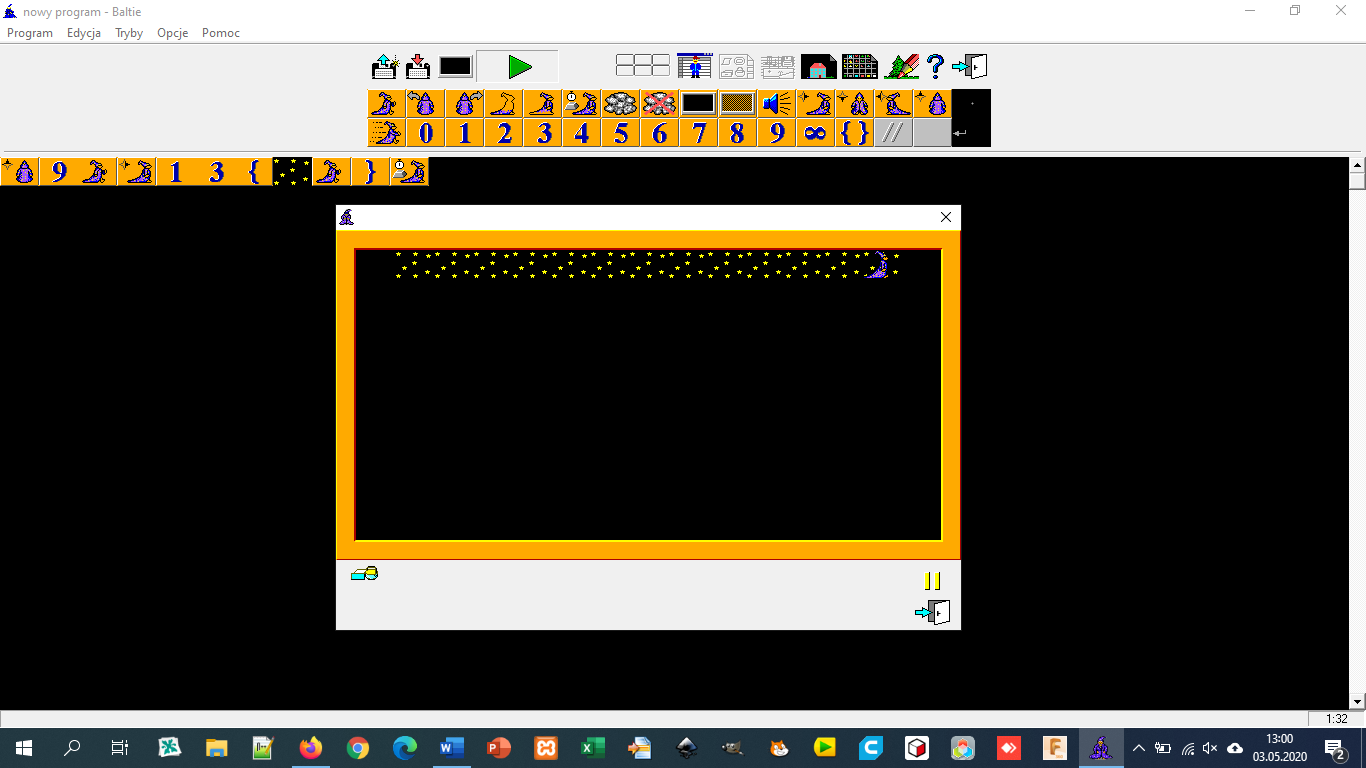 nowy program - Baltie
Program Edycja Tryby Opcje Pomoc
?
0 1 2 3 4 5 6 7 8 9 ∞ { } //
9 1 3 { }
1:32
13:00
03.05.2020
2